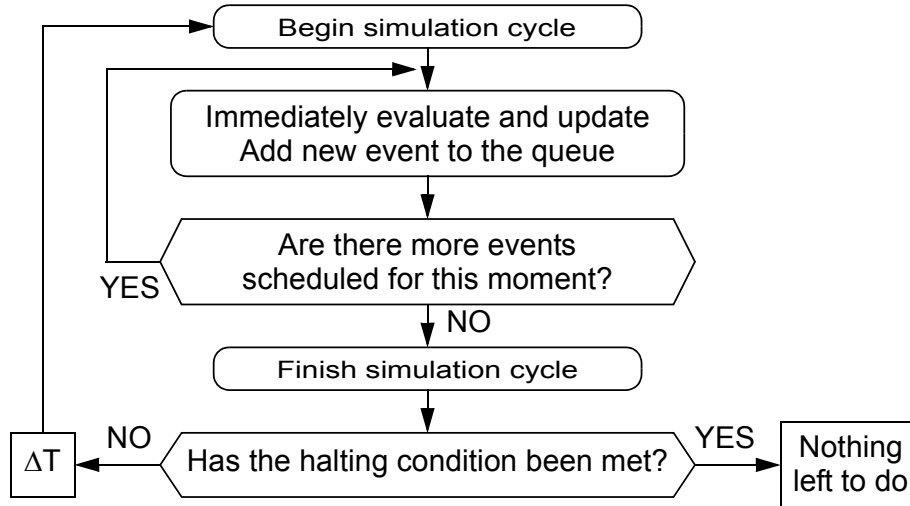 Begin simulation cycle
Immediately evaluate and update
Add new event to the queue
Are there more events
scheduled for this moment?
YES
NO
Finish simulation cycle
Has the halting condition been met?
NO
ΔT
YES
Nothing
left to do